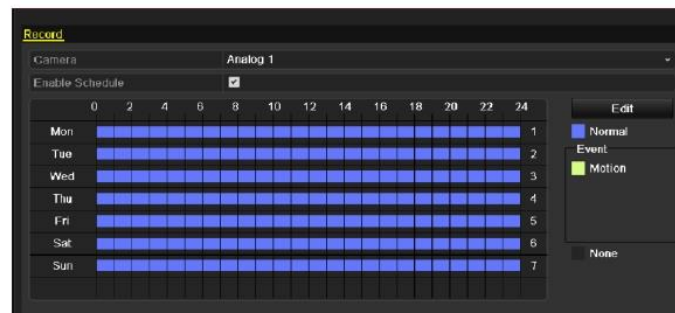 Record
Camera Analog 1
Enable Schedule
0 2 4 6 8 10 12 14 16 18 20 22 24
Edit
Mon 1
Normal
Tue 2
Event
Wed 3
Motion
Thu 4
Fri 5
Sat 6
None
Sun 7